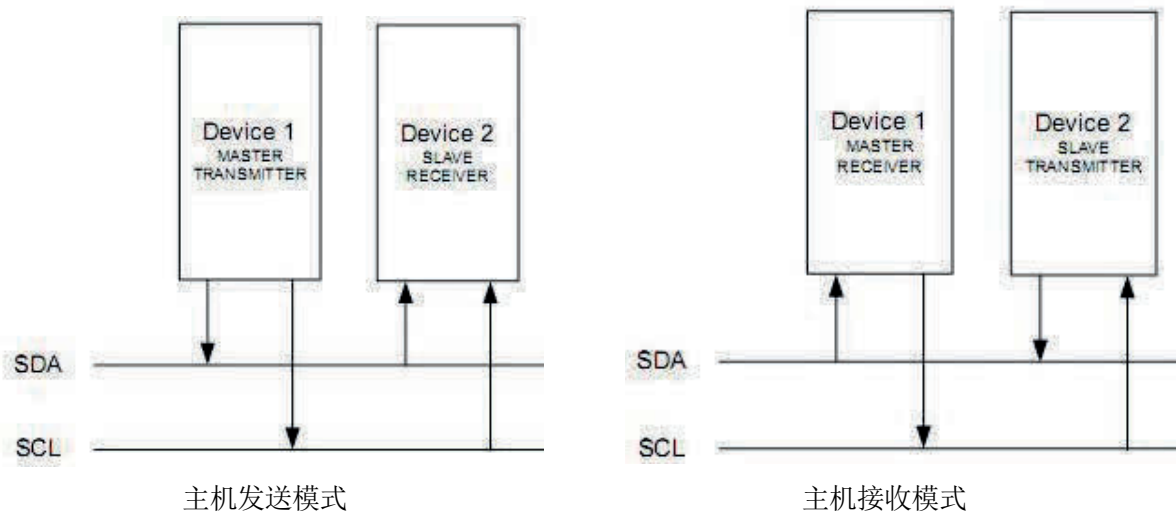 Device 1
MASTER
TRANSMITTER
Device 2
SLAVE
RECEIVER
SDA
SCL
主机发送模式
Device 1
MASTER
RECEIVER
Device 2
SLAVE
TRANSMITTER
SDA
SCL
主机接收模式